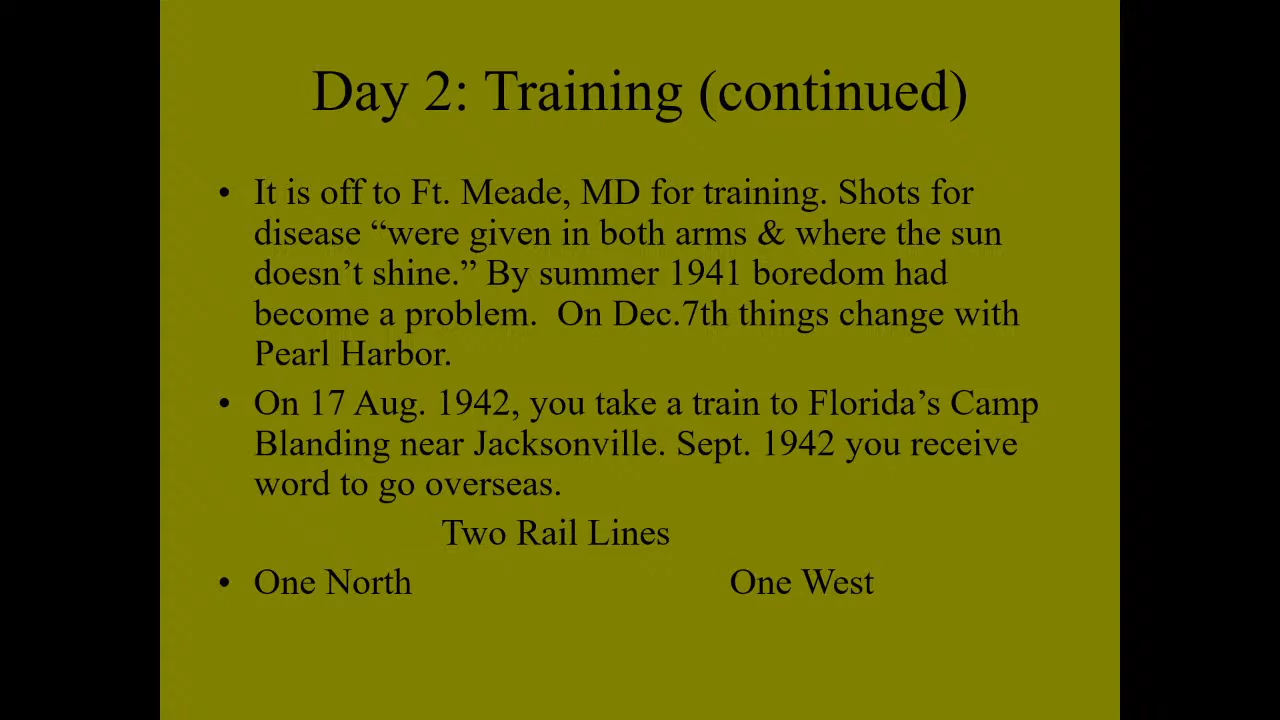 Day 2: Training (continued)
• It is off to Ft. Meade, MD for training. Shots for
disease “were given in both arms & where the sun
doesn’t shine.” By summer 1941 boredom had
become a problem.  On Dec.7th things change with
Pearl Harbor.
• On 17 Aug. 1942, you take a train to Florida’s Camp
Blanding near Jacksonville. Sept. 1942 you receive
word to go overseas.
Two Rail Lines
• One North One West